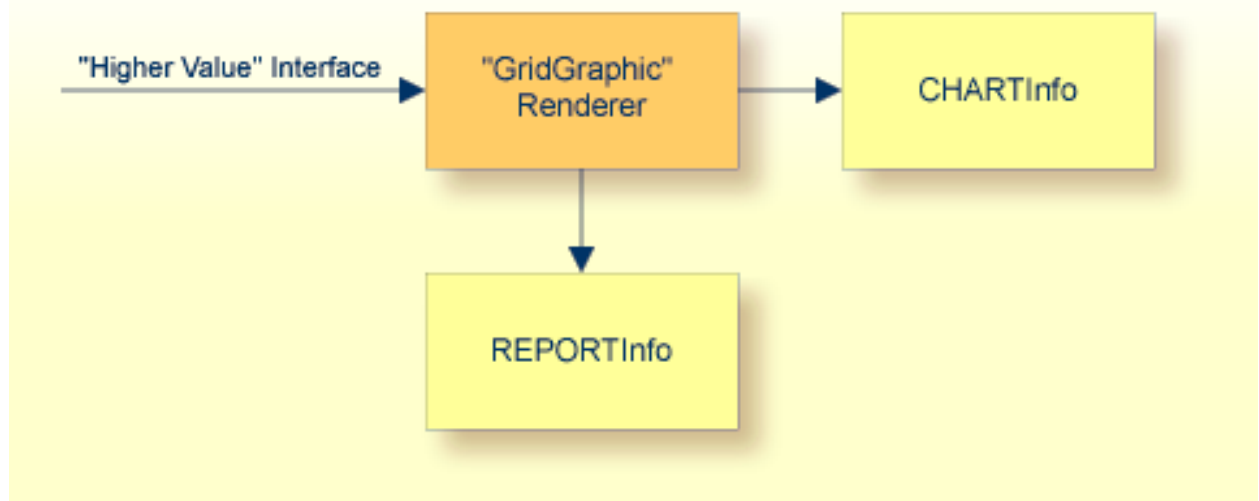 "Higher Value" Interface
"GridGraphic"
Renderer
CHARTInfo
REPORTInfo